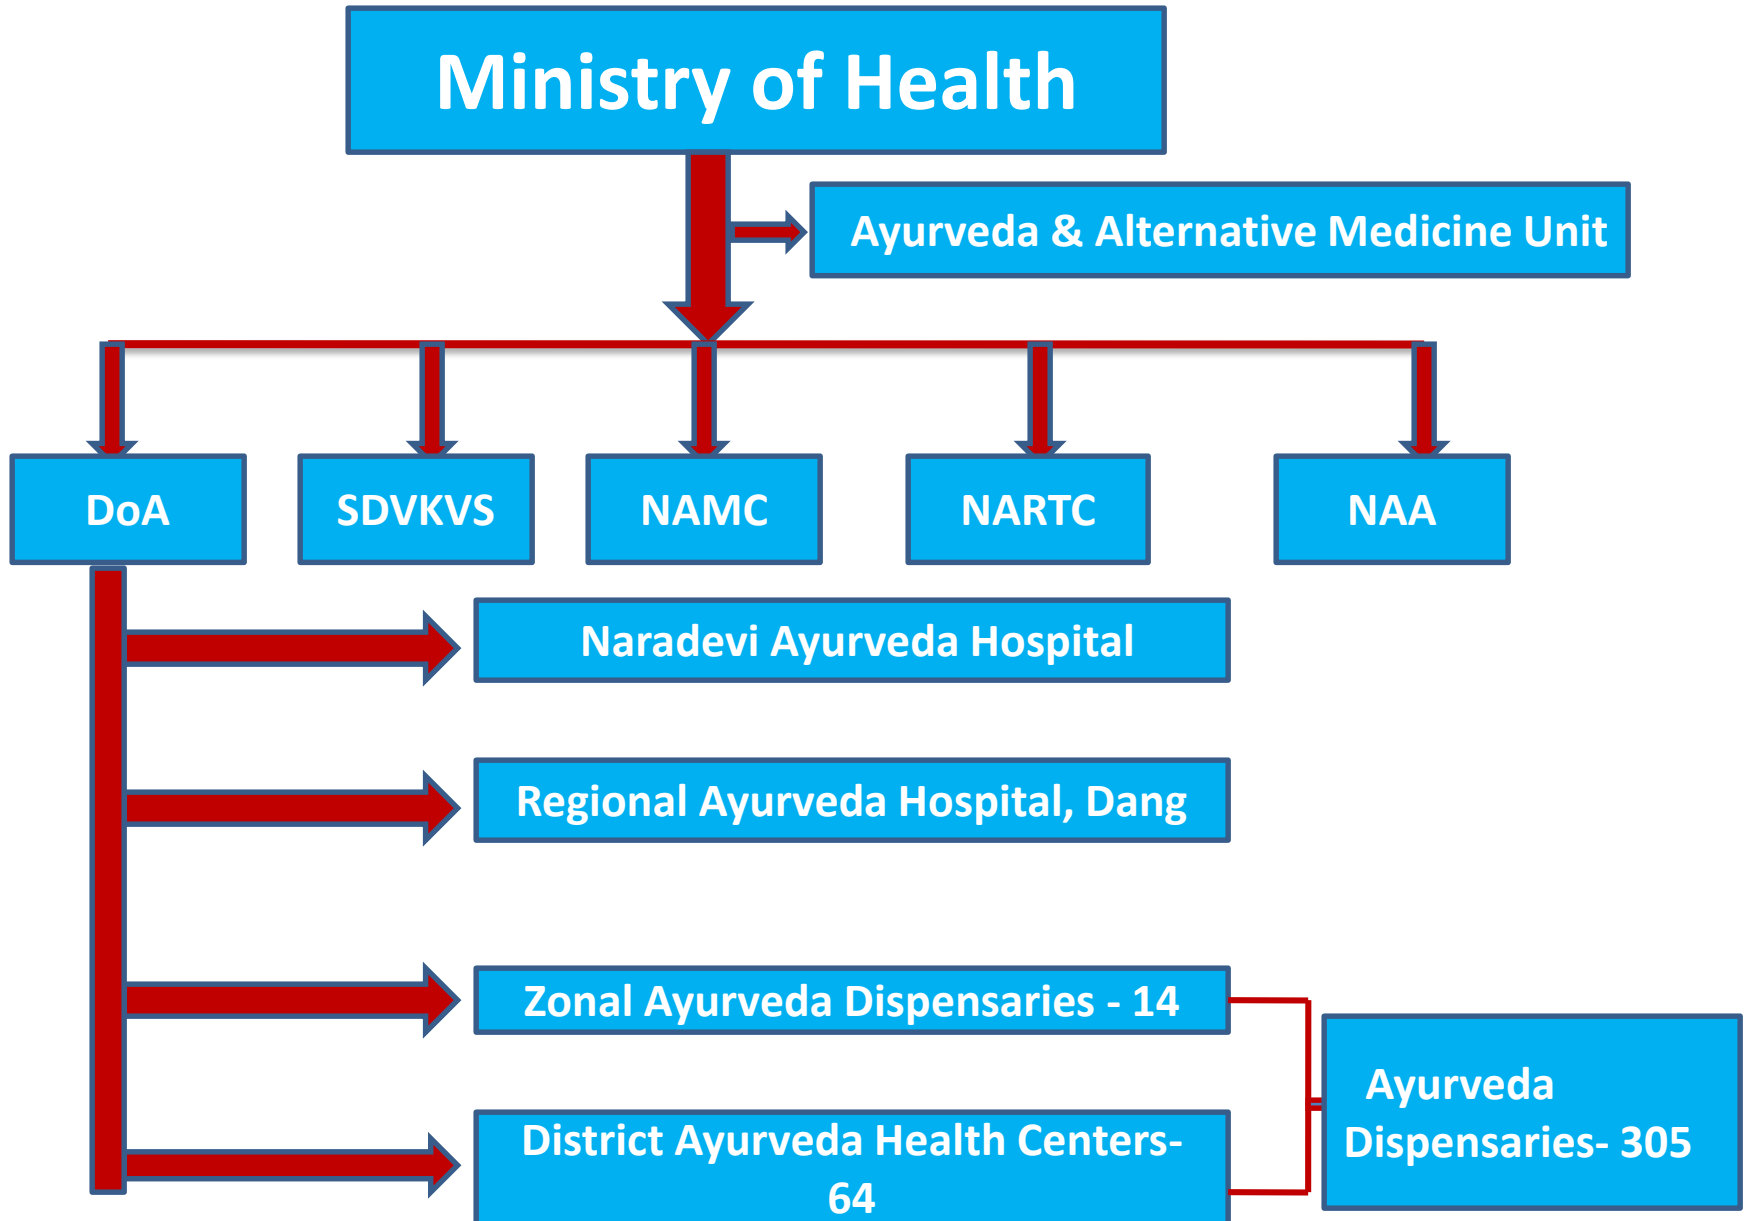 Ministry of Health
Ayurveda & Alternative Medicine Unit
DoA
SDVKVS
NAMC
NARTC
NAA
Naradevi Ayurveda Hospital
Regional Ayurveda Hospital, Dang
Zonal Ayurveda Dispensaries - 14
District Ayurveda Health Centers-
64
Ayurveda
Dispensaries- 305